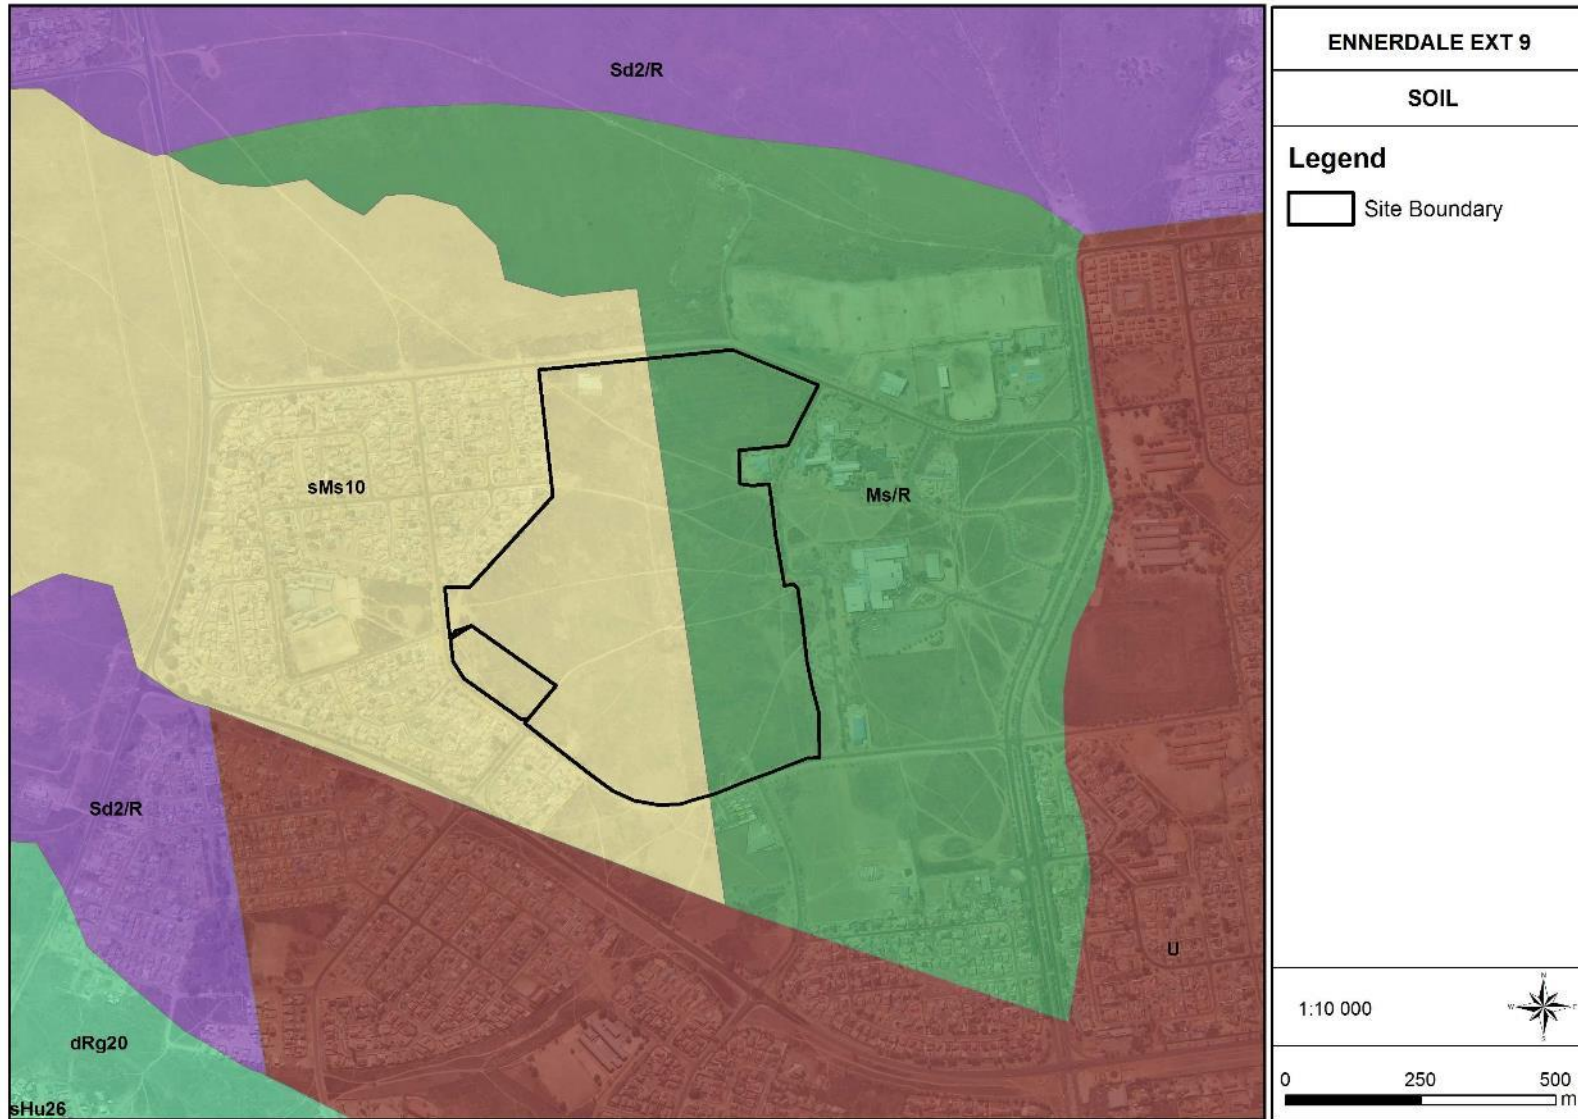 Sd2/R
sMs10
Ms/R
Sd2/R
U
dRg20
sHu26
ENNERDALE EXT 9
SOIL
Legend
Site Boundary
1:10 000
N
W
E
S
0 250 500
m